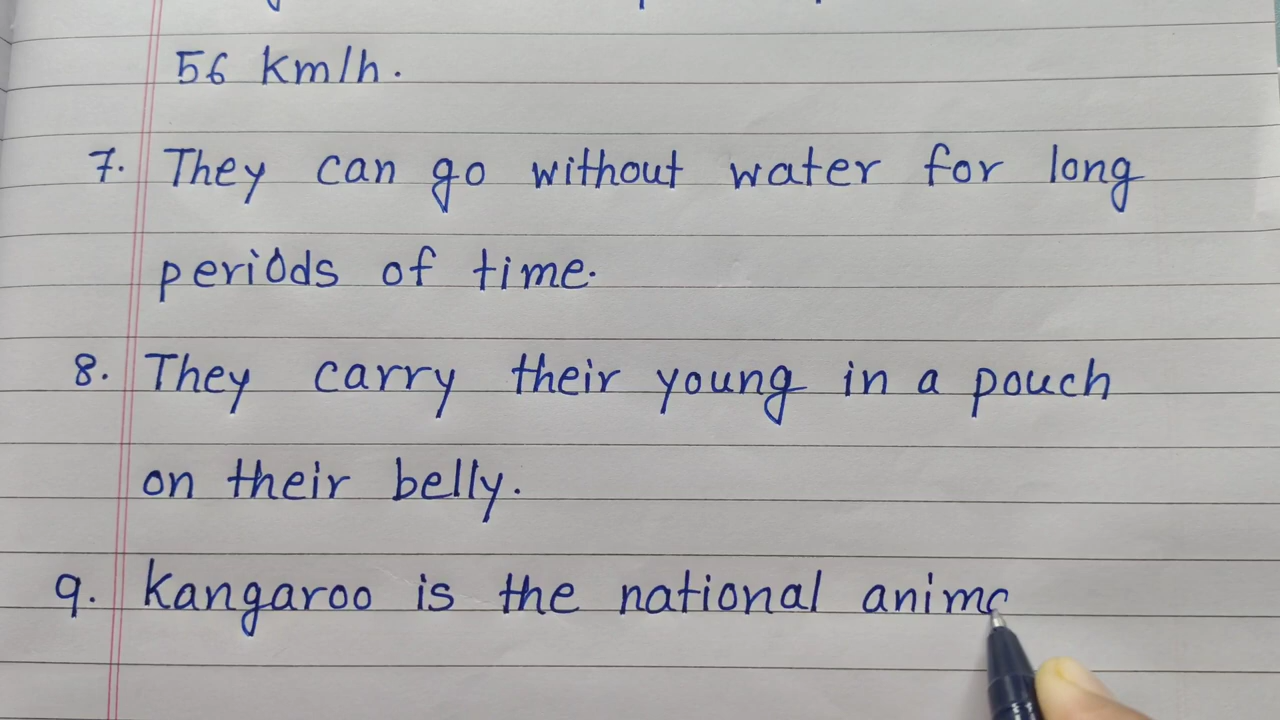 56 km/h.
7. They can go without water for long
periods of time.
8. They carry their young in a pouch
on their belly.
9. Kangaroo is the national anima